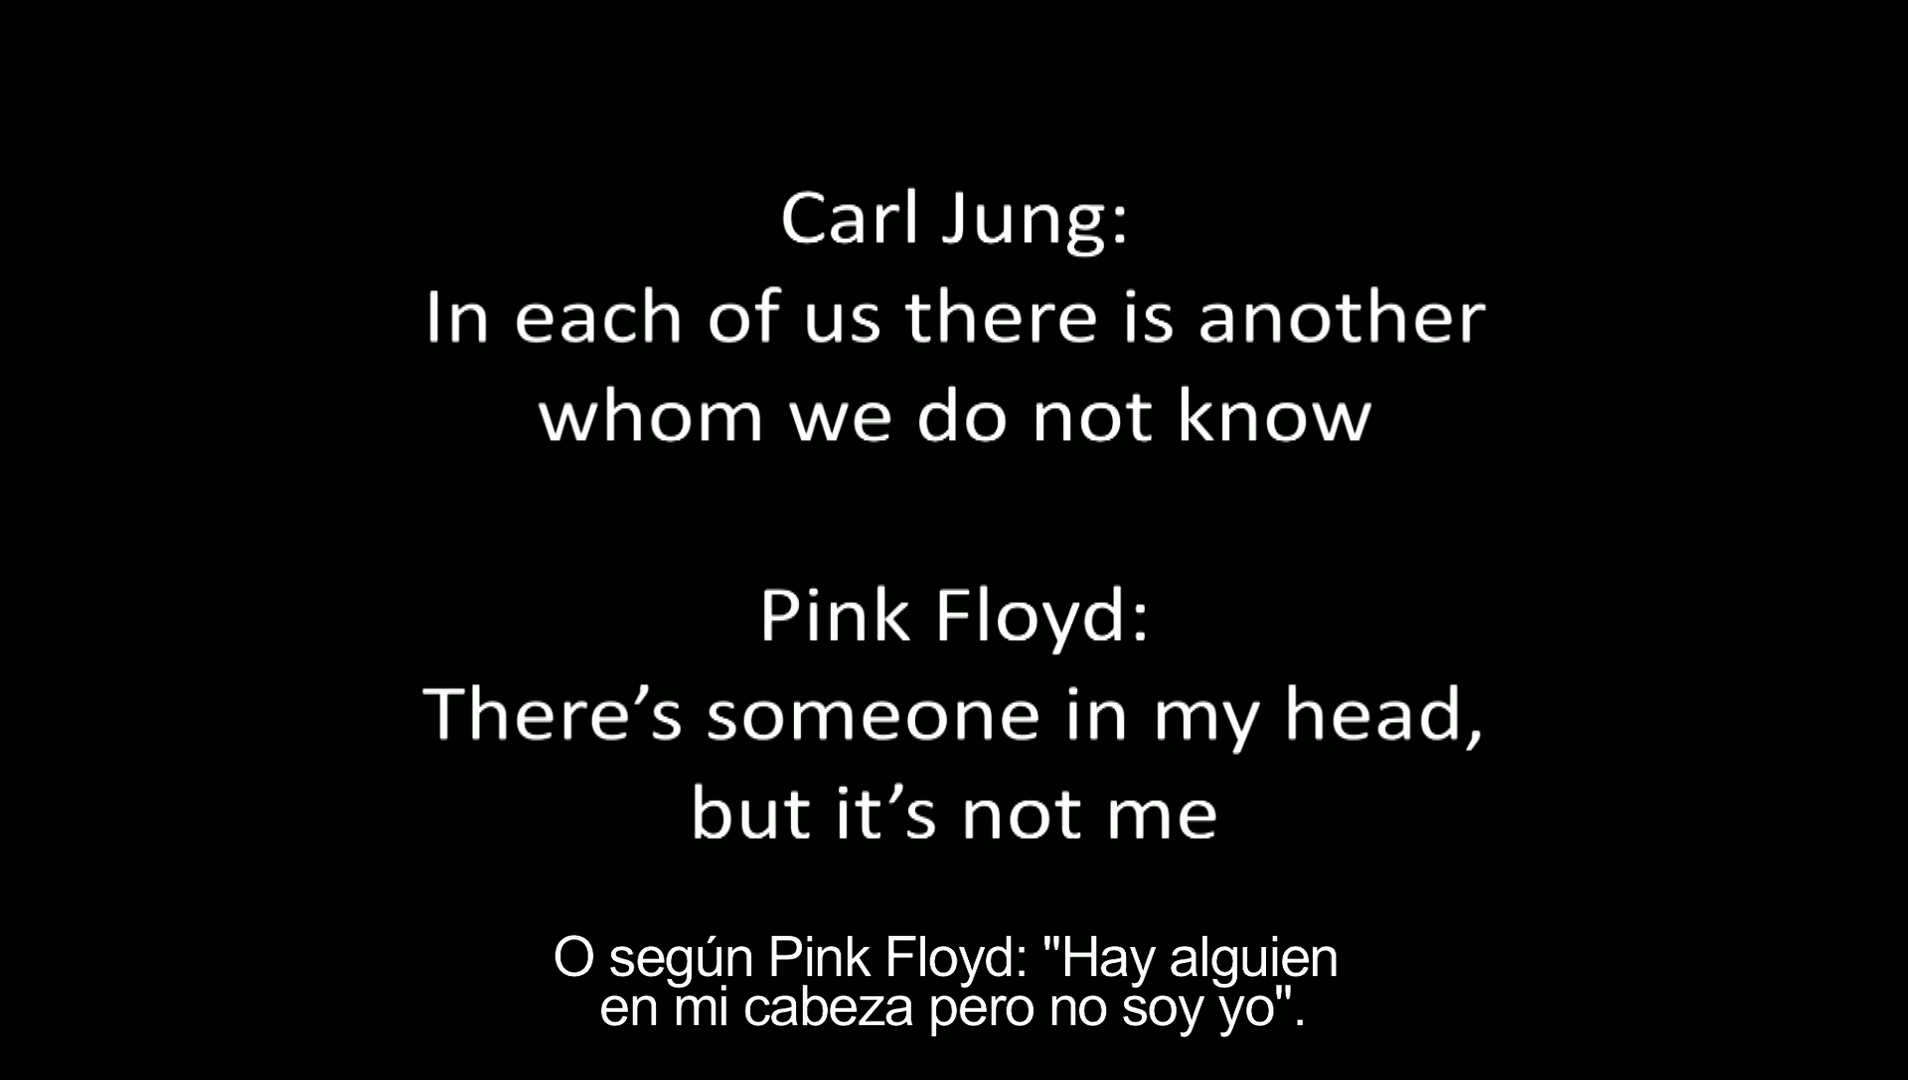 Carl Jung:
In each of us there is another
whom we do not know
Pink Floyd:
There’s someone in my head,
but it’s not me
O según Pink Floyd: "Hay alguien
en mi cabeza pero no soy yo".